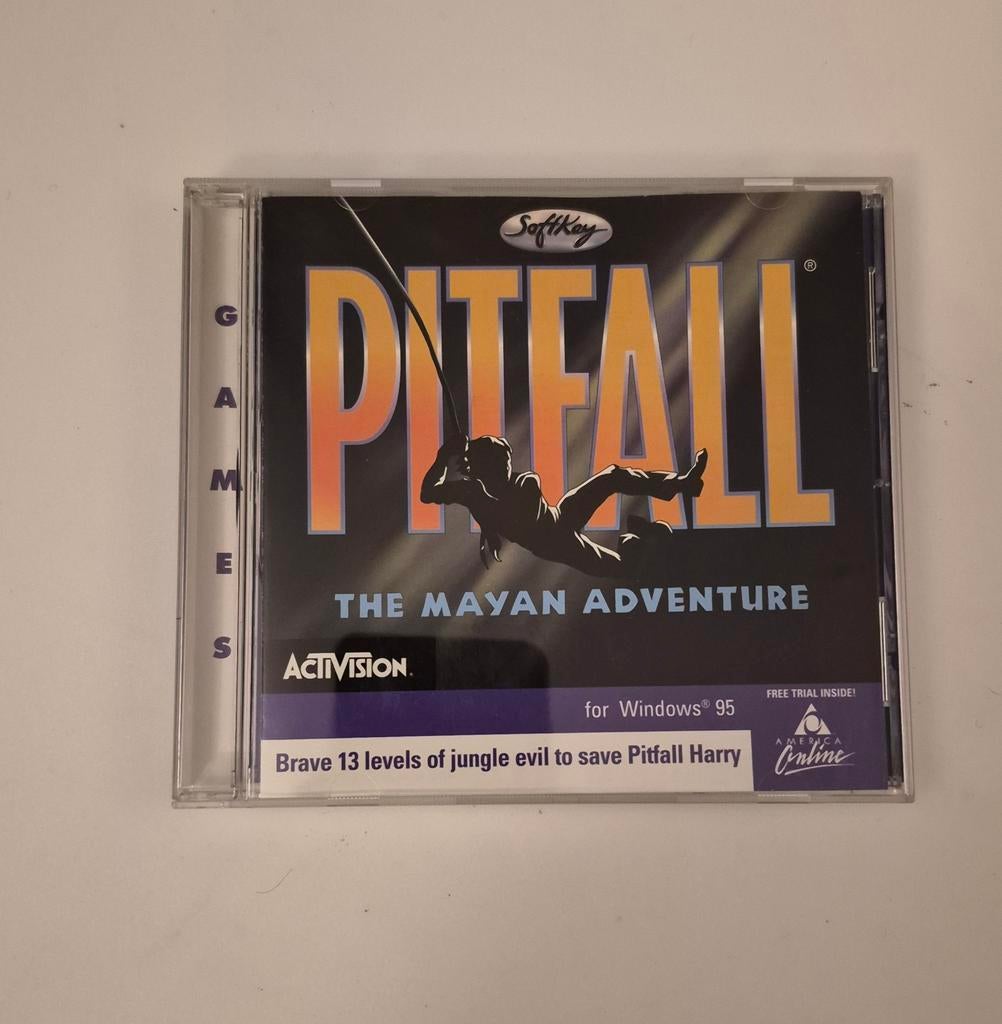 GAMES
SoftKey
PITFALL®
THE MAYAN ADVENTURE
ACTIVISION.
for Windows® 95
FREE TRIAL INSIDE!
AMERICA
Online
Brave 13 levels of jungle evil to save Pitfall Harry